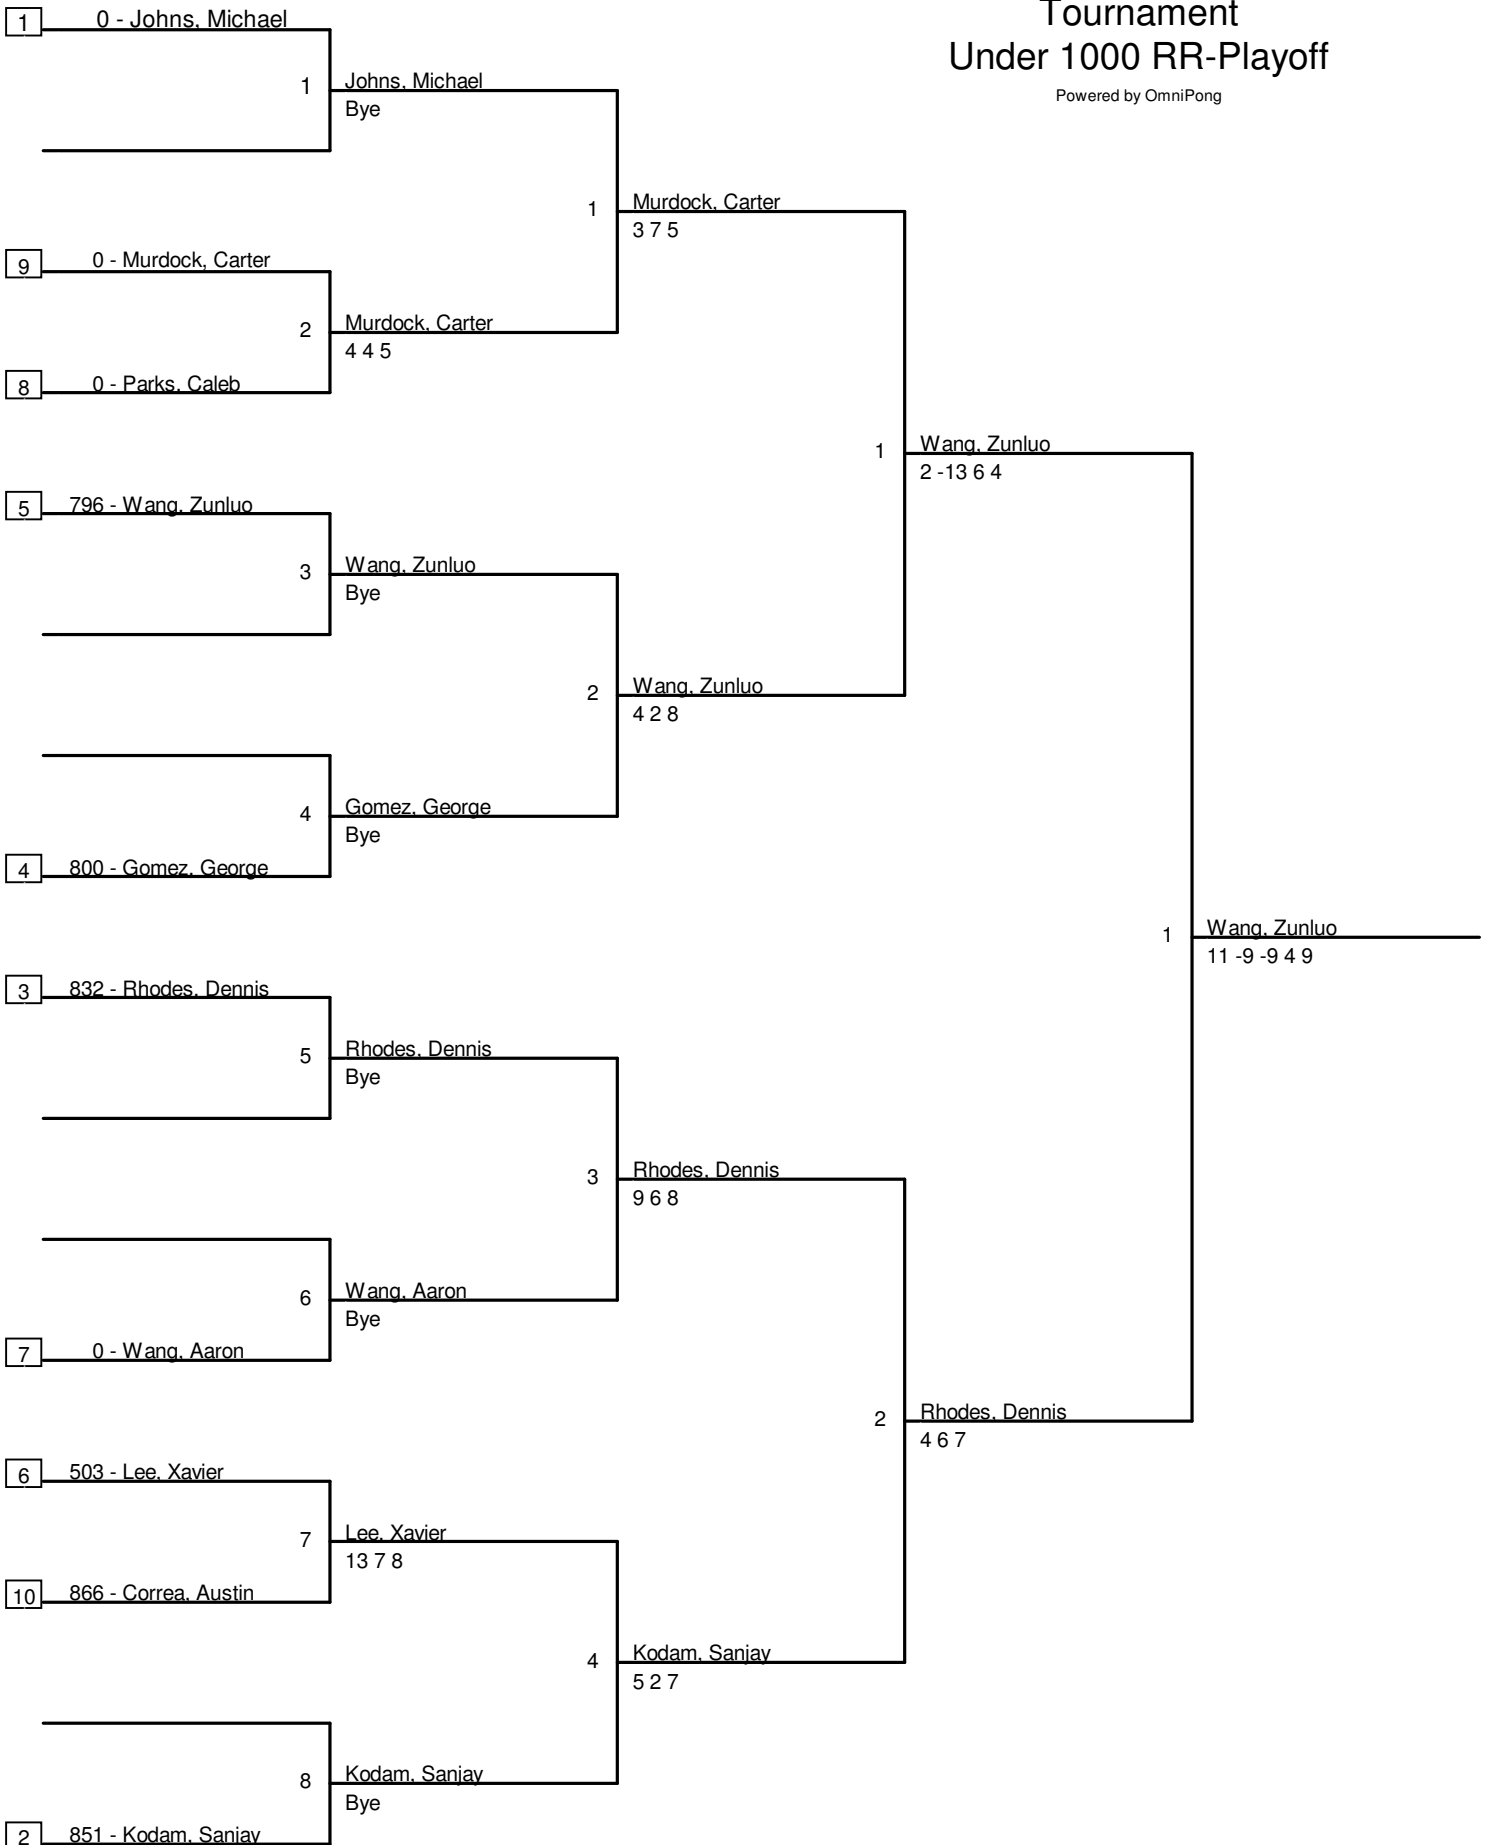 Tournament
Under 1000 RR-Playoff
Powered by OmniPong
1 0 - Johns, Michael
1 Johns, Michael
Bye
1 Murdock, Carter
3 7 5
9 0 - Murdock, Carter
2 Murdock, Carter
4 4 5
8 0 - Parks, Caleb
1 Wang, Zunluo
2 -13 6 4
5 796 - Wang, Zunluo
3 Wang, Zunluo
Bye
2 Wang, Zunluo
4 2 8
4 Gomez, George
Bye
4 800 - Gomez, George
1 Wang, Zunluo
11 -9 -9 4 9
3 832 - Rhodes, Dennis
5 Rhodes, Dennis
Bye
3 Rhodes, Dennis
9 6 8
6 Wang, Aaron
Bye
7 0 - Wang, Aaron
2 Rhodes, Dennis
4 6 7
6 503 - Lee, Xavier
7 Lee, Xavier
13 7 8
10 866 - Correa, Austin
4 Kodam, Sanjay
5 2 7
8 Kodam, Sanjay
Bye
2 851 - Kodam, Sanjay